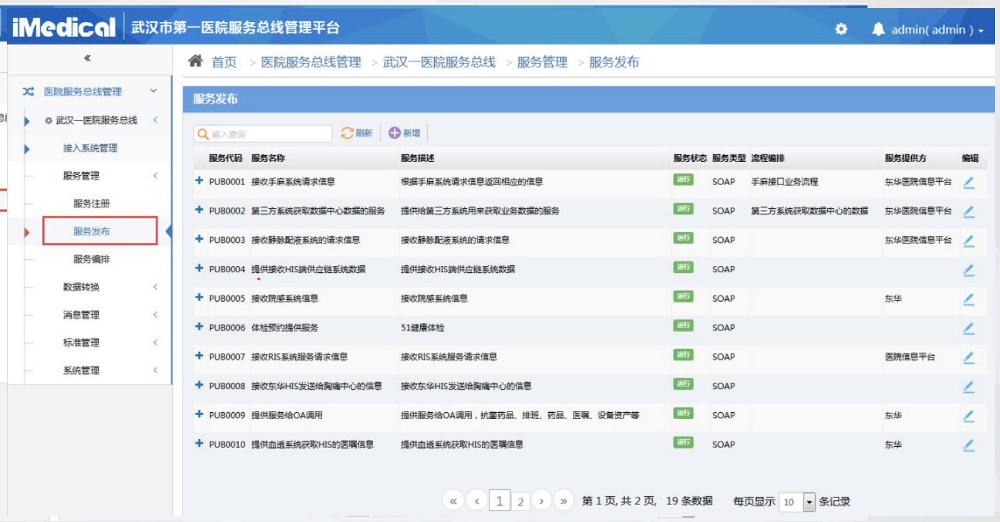 iMedical 武汉市第一医院服务总线管理平台
admin( admin )
«
首页 > 医院服务总线管理 > 武汉一医院服务总线 > 服务管理 > 服务发布
医院服务总线管理
武汉一医院服务总线
接入系统管理
服务管理
服务注册
服务发布
服务编排
数据转换
消息管理
标准管理
系统管理
服务发布
输入查询 刷新 新增
服务代码 服务名称 服务描述 服务状态 服务类型 流程编排 服务提供方 编辑
PUB0001 接收手麻系统请求信息 根据手麻系统请求信息返回相应的信息 运行 SOAP 手麻接口业务流程 东华医院信息平台
PUB0002 第三方系统获取数据中心数据的服务 提供给第三方系统用来获取业务数据的服务 运行 SOAP 第三方系统获取数据中心的数据 东华医院信息平台
PUB0003 接收静脉配液系统的请求信息 接收静脉配液系统的请求信息 运行 SOAP 东华医院信息平台
PUB0004 提供接收HIS端供应链系统数据 提供接收HIS端供应链系统数据 运行 SOAP
PUB0005 接收院感系统信息 接收院感系统信息 运行 SOAP 东华
PUB0006 体检预约提供服务 51健康体检 运行 SOAP
PUB0007 接收RIS系统服务请求信息 接收RIS系统服务请求信息 运行 SOAP 医院信息平台
PUB0008 接收东华HIS发送给胸痛中心的信息 接收东华HIS发送给胸痛中心的信息 运行 SOAP
PUB0009 提供服务给OA调用 提供服务给OA调用，抗菌药品、排班、药品、医嘱、设备资产等 运行 SOAP 东华
PUB0010 提供血透系统获取HIS的医嘱信息 提供血透系统获取HIS的医嘱信息 运行 SOAP 东华
« ‹ 1 2 › » 第 1 页, 共 2 页, 19 条数据 每页显示 10 条记录